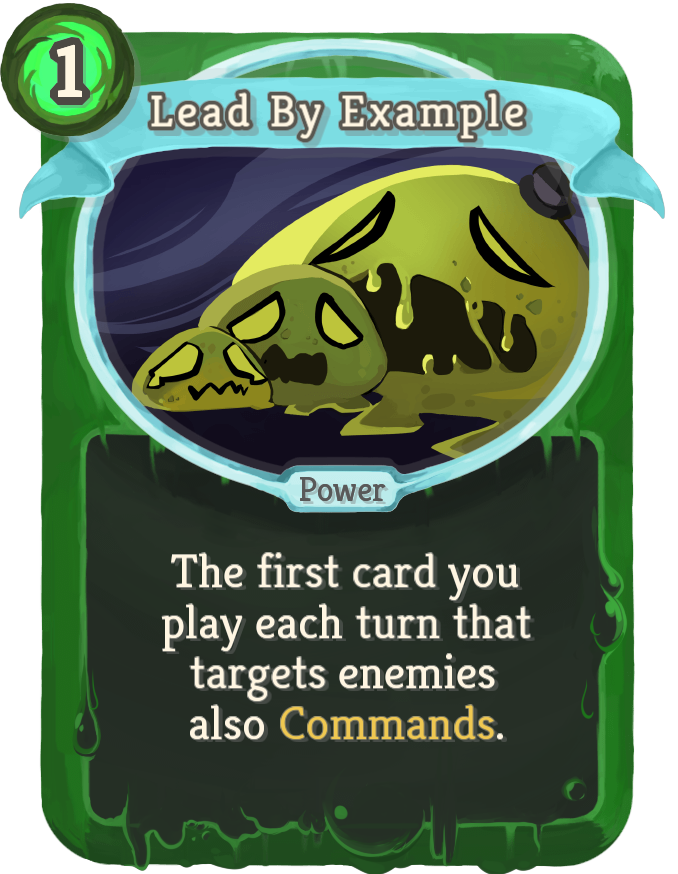 1
Lead By Example
Power
The first card you
play each turn that
targets enemies
also Commands.